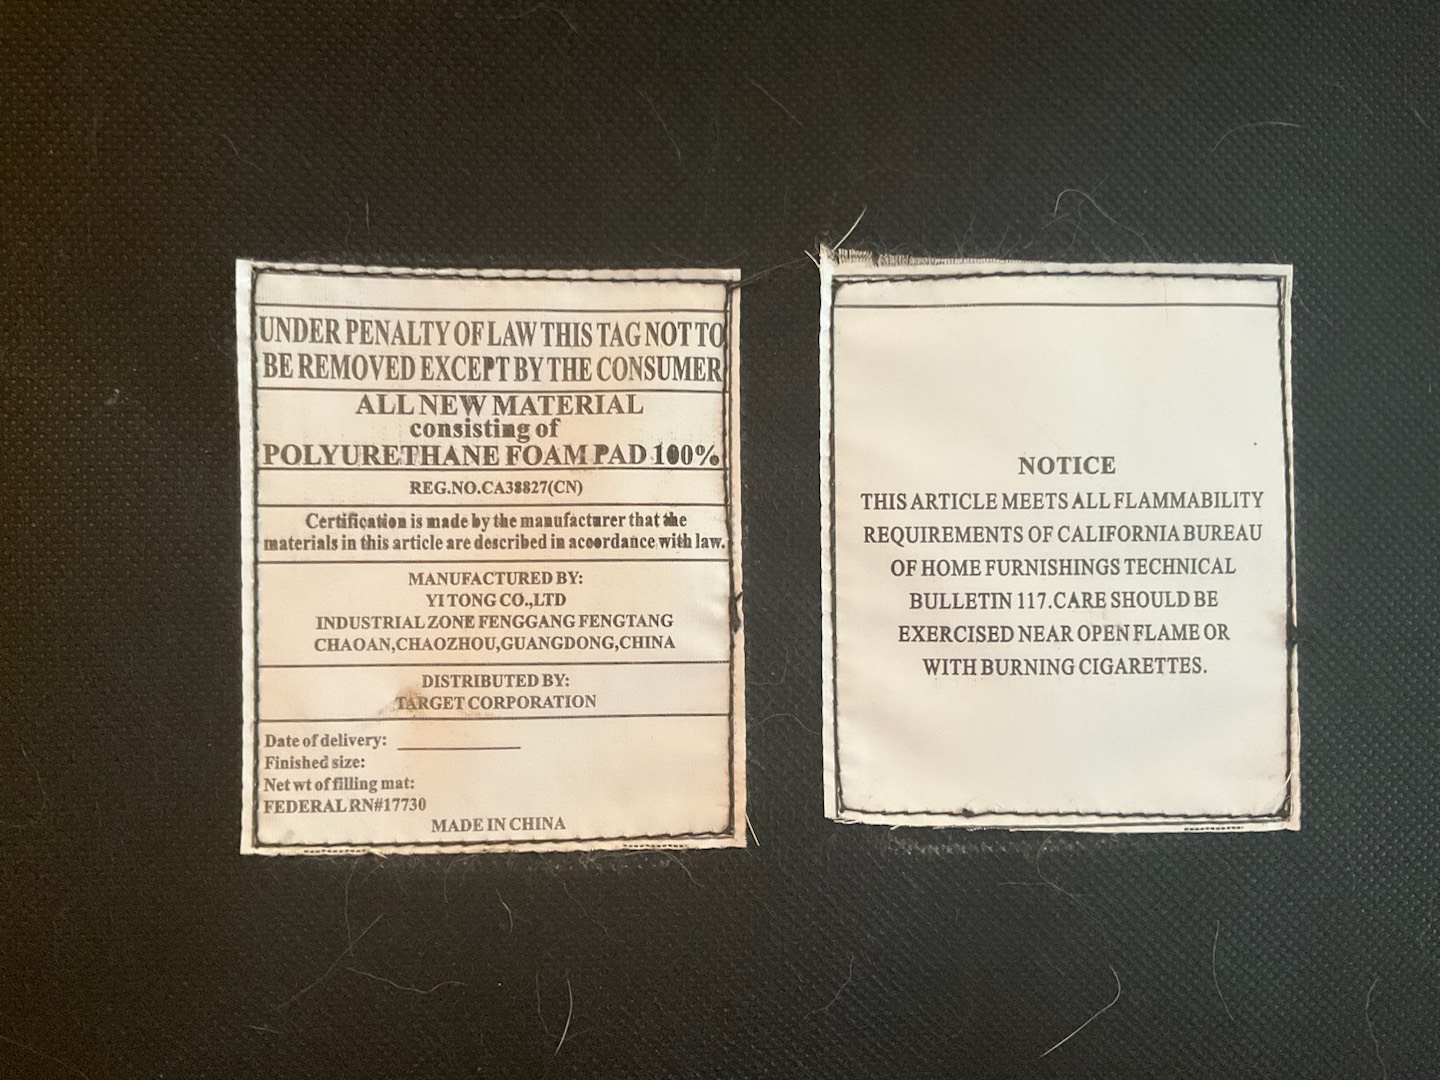 UNDER PENALTY OF LAW THIS TAG NOT TO
BE REMOVED EXCEPT BY THE CONSUMER
ALL NEW MATERIAL
consisting of
POLYURETHANE FOAM PAD 100%
REG.NO.CA38827(CN)
Certification is made by the manufacturer that the
materials in this article are described in accordance with law.
MANUFACTURED BY:
YI TONG CO.,LTD
INDUSTRIAL ZONE FENGGANG FENGTANG
CHAOAN,CHAOZHOU,GUANGDONG,CHINA
DISTRIBUTED BY:
TARGET CORPORATION
Date of delivery:
Finished size:
Net wt of filling mat:
FEDERAL RN#17730
MADE IN CHINA
NOTICE
THIS ARTICLE MEETS ALL FLAMMABILITY
REQUIREMENTS OF CALIFORNIA BUREAU
OF HOME FURNISHINGS TECHNICAL
BULLETIN 117.CARE SHOULD BE
EXERCISED NEAR OPEN FLAME OR
WITH BURNING CIGARETTES.